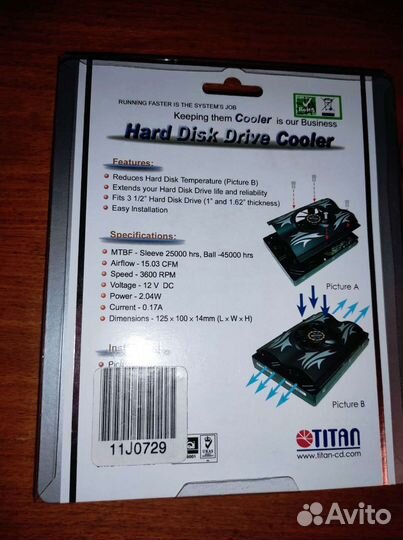 RUNNING FASTER IS THE SYSTEM'S JOB
Keeping them Cooler is our Business
RoHS
Hard Disk Drive Cooler
Features:
Reduces Hard Disk Temperature (Picture B)
Extends your Hard Disk Drive life and reliability
Fits 3 1/2" Hard Disk Drive (1" and 1.62" thickness)
Easy Installation
Picture A
Specifications:
MTBF - Sleeve 25000 hrs, Ball -45000 hrs
Airflow - 15.03 CFM
Speed - 3600 RPM
Voltage - 12 V DC
Power - 2.04W
Current - 0.17A
Dimensions - 125 x 100 x 14mm (L x W x H)
Picture B
11J0729
UKAS
TITAN
www.titan-cd.com
Avito